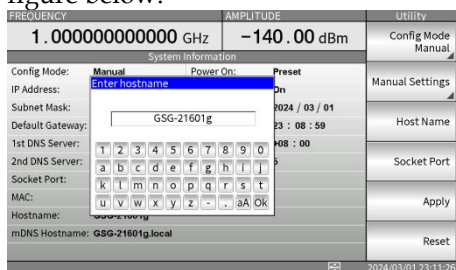 figure below:
FREQUENCY AMPLITUDE Utility
1.000000000000 GHz -140.00 dBm
Config Mode
Manual
System Information
Config Mode: Manual Power On: Preset
Enter hostname
IP Address: On
Manual Settings
Subnet Mask: 2024 / 03 / 01
GSG-21601g
Default Gateway: 23 : 08 : 59
Host Name
1st DNS Server: +08 : 00
1 2 3 4 5 6 7 8 9 0
2nd DNS Server:
a b c d e f g h i j
Socket Port
Socket Port:
k l m n o p q r s t
MAC:
u v w x y z - . aA Ok
Apply
Hostname: GSG-21601g
mDNS Hostname: GSG-21601g.local
Reset
2024/03/01 23:11:26